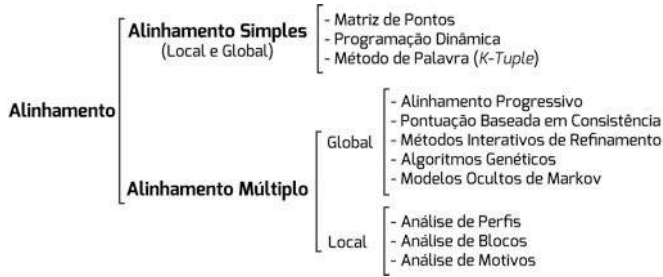 Alinhamento
Alinhamento Simples
(Local e Global)
- Matriz de Pontos
- Programação Dinâmica
- Método de Palavra (K-Tuple)
Alinhamento Múltiplo
Global
- Alinhamento Progressivo
- Pontuação Baseada em Consistência
- Métodos Interativos de Refinamento
- Algoritmos Genéticos
- Modelos Ocultos de Markov
Local
- Análise de Perfis
- Análise de Blocos
- Análise de Motivos